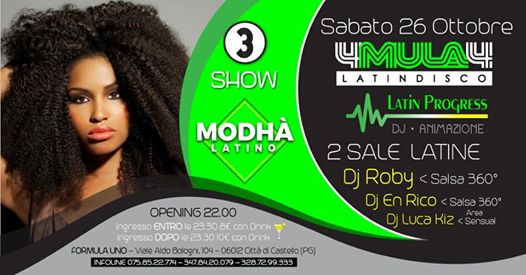 3
SHOW
MODHÀ
LATINO
Sabato 26 Ottobre
4MULA4
LATINDISCO
LATIN PROGRESS
DJ • ANIMAZIONE
2 SALE LATINE
Dj Roby < Salsa 360°
Dj En Rico < Salsa 360°
Dj Luca Kiz < Area Sensual
OPENING 22.00
Ingresso ENTRO le 23.30 8€ con Drink
Ingresso DOPO le 23.30 10€ con Drink
FORMULA UNO – Viale Aldo Bologni, 109 – 06012 Città di Castello (PG)
INFOLINE 075.85.22.774 – 347.84.20.079 – 328.72.99.333